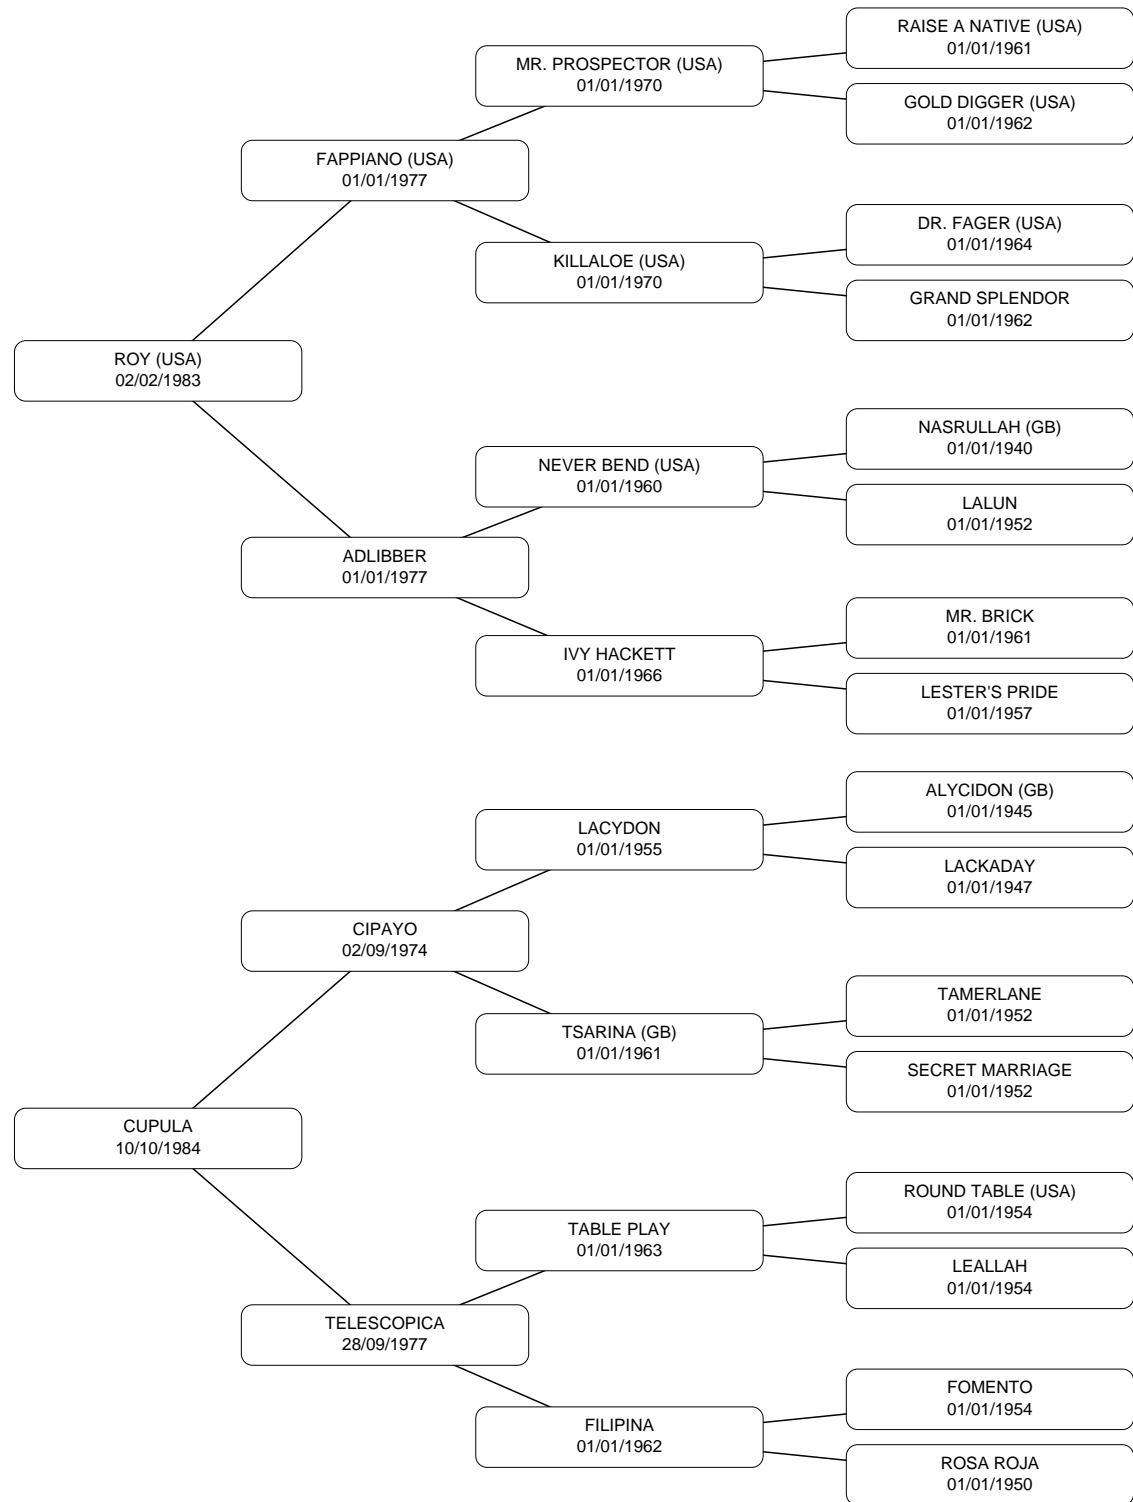 RAISE A NATIVE (USA)
01/01/1961
MR. PROSPECTOR (USA)
01/01/1970
GOLD DIGGER (USA)
01/01/1962
FAPPIANO (USA)
01/01/1977
DR. FAGER (USA)
01/01/1964
KILLALOE (USA)
01/01/1970
GRAND SPLENDOR
01/01/1962
ROY (USA)
02/02/1983
NASRULLAH (GB)
01/01/1940
NEVER BEND (USA)
01/01/1960
LALUN
01/01/1952
ADLIBBER
01/01/1977
MR. BRICK
01/01/1961
IVY HACKETT
01/01/1966
LESTER'S PRIDE
01/01/1957
ALYCIDON (GB)
01/01/1945
LACYDON
01/01/1955
LACKADAY
01/01/1947
CIPAYO
02/09/1974
TAMERLANE
01/01/1952
TSARINA (GB)
01/01/1961
SECRET MARRIAGE
01/01/1952
CUPULA
10/10/1984
ROUND TABLE (USA)
01/01/1954
TABLE PLAY
01/01/1963
LEALLAH
01/01/1954
TELESCOPICA
28/09/1977
FOMENTO
01/01/1954
FILIPINA
01/01/1962
ROSA ROJA
01/01/1950